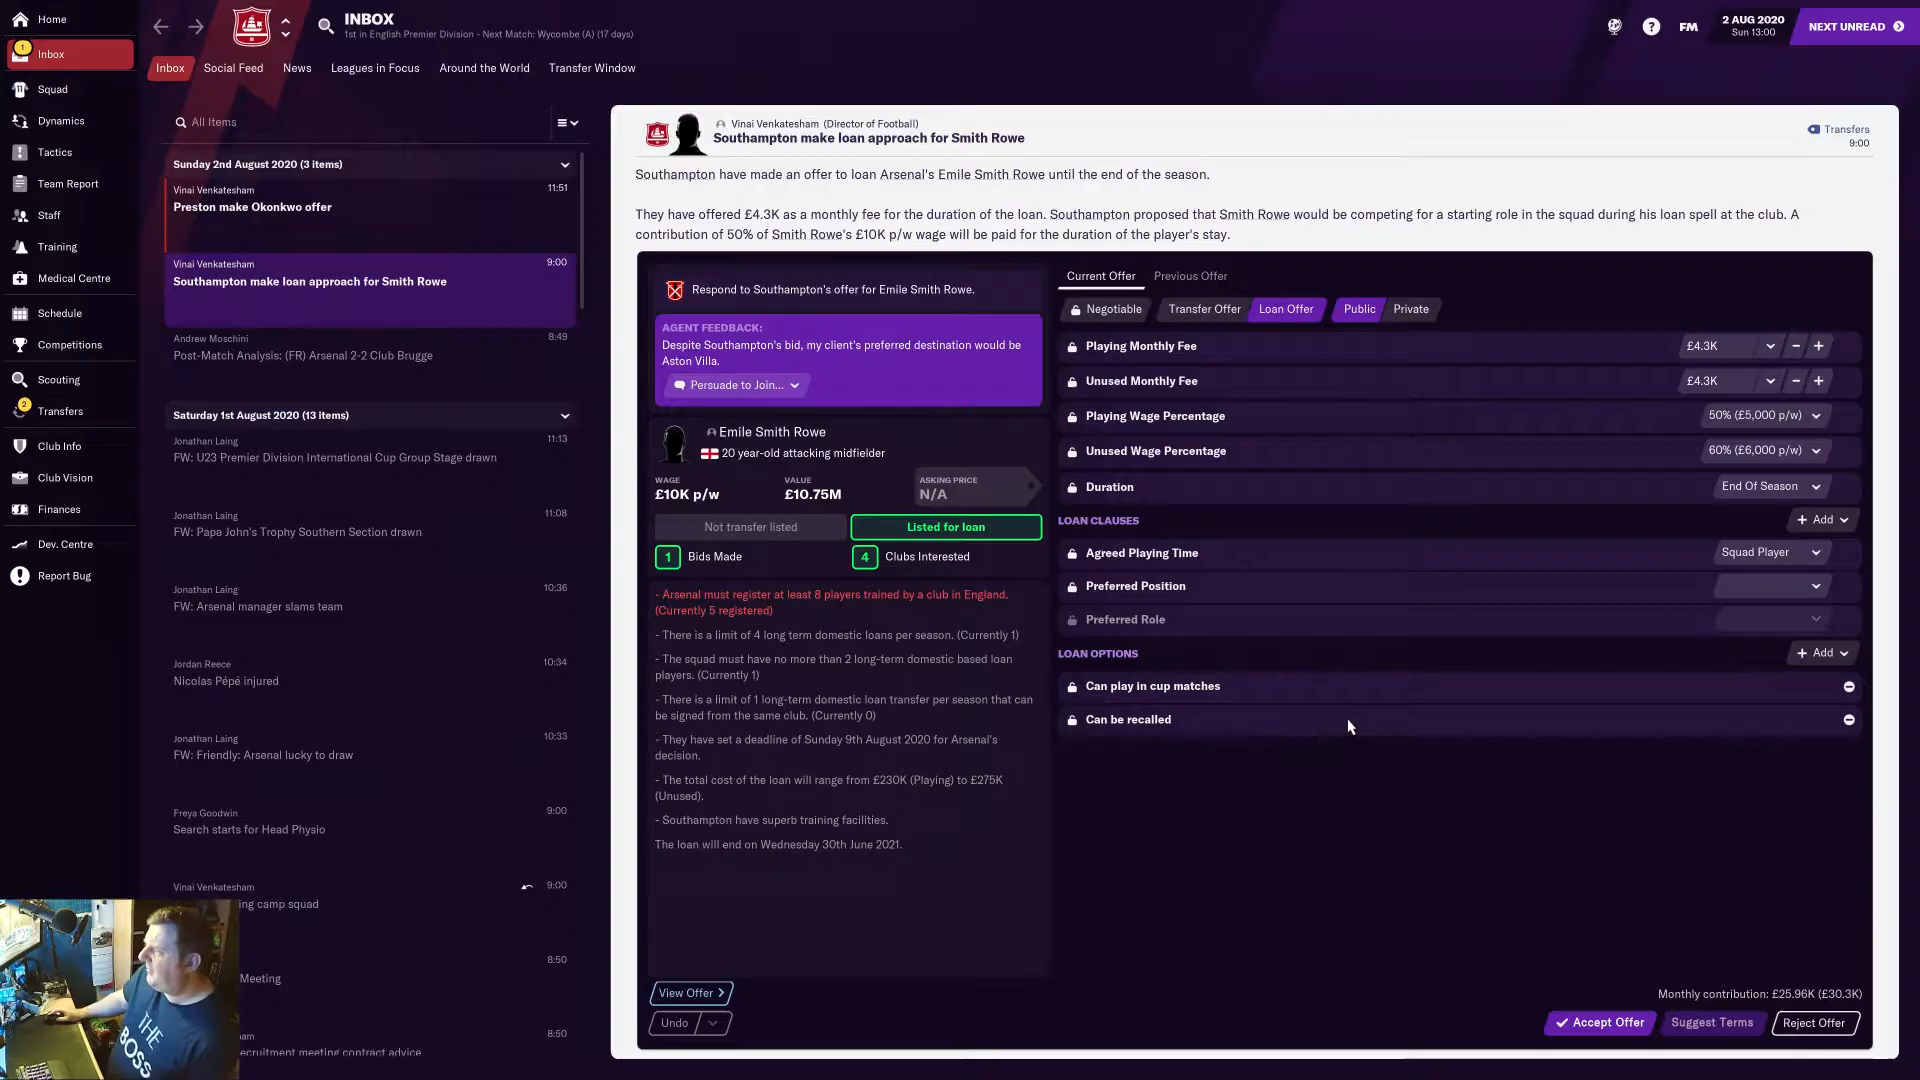 Home
INBOX
1st in English Premier Division - Next Match: Wycombe (A) (17 days)
FM
2 AUG 2020
Sun 13:00
NEXT UNREAD
1
Inbox
Squad
Dynamics
Tactics
Team Report
Staff
Training
Medical Centre
Schedule
Competitions
Scouting
2
Transfers
Club Info
Club Vision
Finances
Dev. Centre
Report Bug
Inbox
Social Feed
News
Leagues in Focus
Around the World
Transfer Window
All Items
Sunday 2nd August 2020 (3 items)
Vinai Venkatesham
11:51
Preston make Okonkwo offer
Vinai Venkatesham
9:00
Southampton make loan approach for Smith Rowe
Andrew Moschini
8:49
Post-Match Analysis: (FR) Arsenal 2-2 Club Brugge
Saturday 1st August 2020 (13 items)
Jonathan Laing
11:13
FW: U23 Premier Division International Cup Group Stage drawn
Jonathan Laing
11:08
FW: Papa John's Trophy Southern Section drawn
Jonathan Laing
10:36
FW: Arsenal manager slams team
Jordan Reece
10:34
Nicolas Pépé injured
Jonathan Laing
10:33
FW: Friendly: Arsenal lucky to draw
Freya Goodwin
9:00
Search starts for Head Physio
Vinai Venkatesham
9:00
ing camp squad
8:50
Meeting
am
8:50
ecruitment meeting contract advice
THE
BOSS
Vinai Venkatesham (Director of Football)
Southampton make loan approach for Smith Rowe
Transfers
9:00
Southampton have made an offer to loan Arsenal's Emile Smith Rowe until the end of the season.
They have offered £4.3K as a monthly fee for the duration of the loan. Southampton proposed that Smith Rowe would be competing for a starting role in the squad during his loan spell at the club. A
contribution of 50% of Smith Rowe's £10K p/w wage will be paid for the duration of the player's stay.
Respond to Southampton's offer for Emile Smith Rowe.
AGENT FEEDBACK:
Despite Southampton's bid, my client's preferred destination would be
Aston Villa.
Persuade to Join...
Emile Smith Rowe
20 year-old attacking midfielder
WAGE
£10K p/w
VALUE
£10.75M
ASKING PRICE
N/A
Not transfer listed
Listed for loan
1
Bids Made
4
Clubs Interested
- Arsenal must register at least 8 players trained by a club in England.
(Currently 5 registered)
- There is a limit of 4 long term domestic loans per season. (Currently 1)
- The squad must have no more than 2 long-term domestic based loan
players. (Currently 1)
- There is a limit of 1 long-term domestic loan transfer per season that can
be signed from the same club. (Currently 0)
- They have set a deadline of Sunday 9th August 2020 for Arsenal's
decision.
- The total cost of the loan will range from £230K (Playing) to £275K
(Unused).
- Southampton have superb training facilities.
The loan will end on Wednesday 30th June 2021.
View Offer
Undo
Current Offer
Previous Offer
Negotiable
Transfer Offer
Loan Offer
Public
Private
Playing Monthly Fee
£4.3K
Unused Monthly Fee
£4.3K
Playing Wage Percentage
50% (£5,000 p/w)
Unused Wage Percentage
60% (£6,000 p/w)
Duration
End Of Season
LOAN CLAUSES
Add
Agreed Playing Time
Squad Player
Preferred Position
Preferred Role
LOAN OPTIONS
Add
Can play in cup matches
Can be recalled
Monthly contribution: £25.96K (£30.3K)
Accept Offer
Suggest Terms
Reject Offer